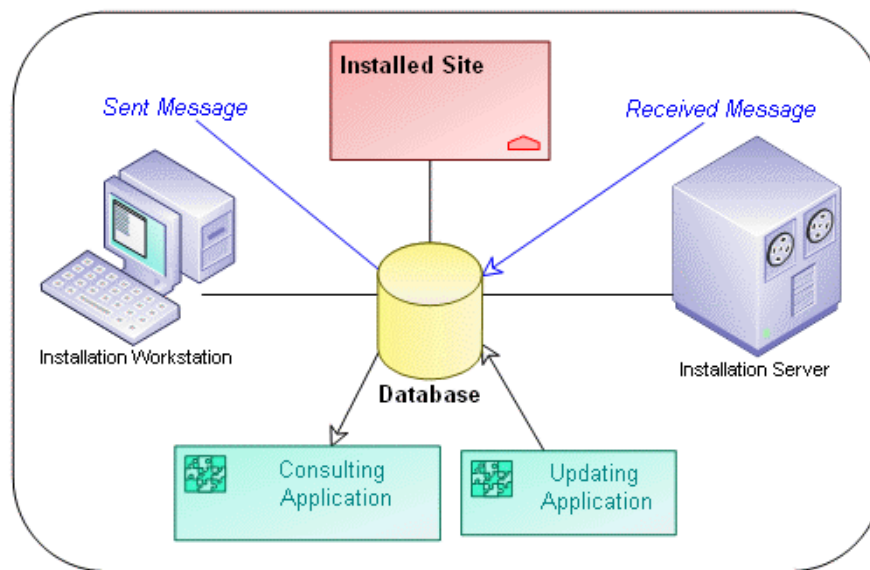 Installed Site
Sent Message
Received Message
Installation Workstation
Installation Server
Database
Consulting
Application
Updating
Application